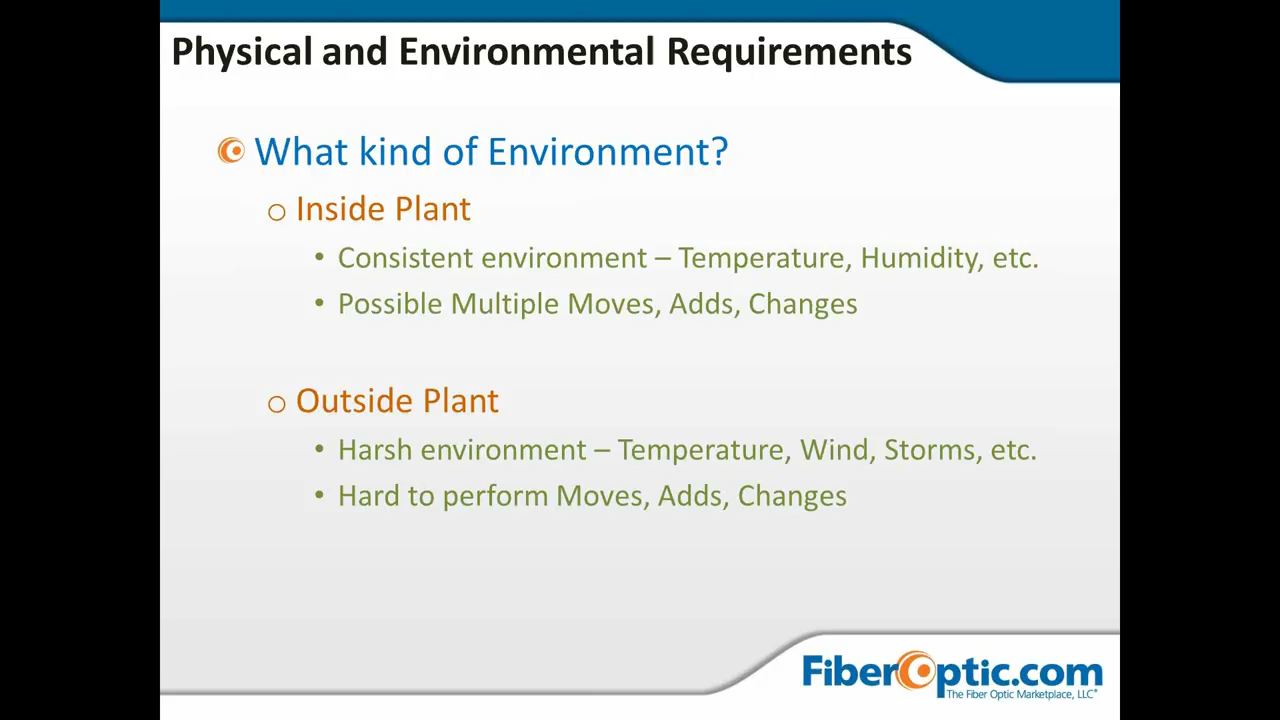 Physical and Environmental Requirements
What kind of Environment?
o Inside Plant
• Consistent environment – Temperature, Humidity, etc.
• Possible Multiple Moves, Adds, Changes
o Outside Plant
• Harsh environment – Temperature, Wind, Storms, etc.
• Hard to perform Moves, Adds, Changes
FiberOptic.com
The Fiber Optic Marketplace, LLC®